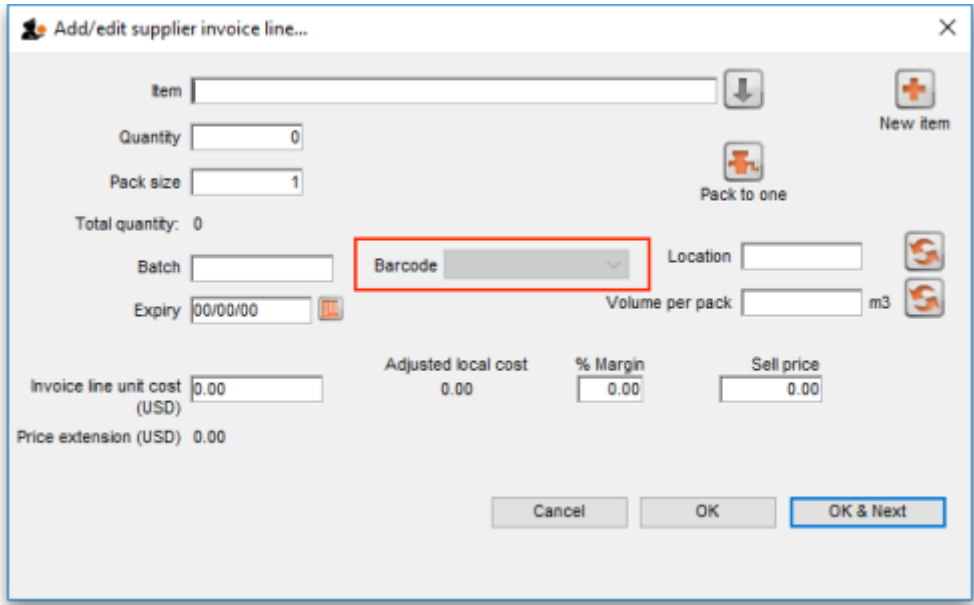 Add/edit supplier invoice line...
Item
New item
Quantity 0
Pack to one
Pack size 1
Total quantity: 0
Batch
Barcode
Location
Expiry 00/00/00
Volume per pack m3
Adjusted local cost % Margin Sell price
Invoice line unit cost 0.00 0.00 0.00 0.00
(USD)
Price extension (USD) 0.00
Cancel OK OK & Next